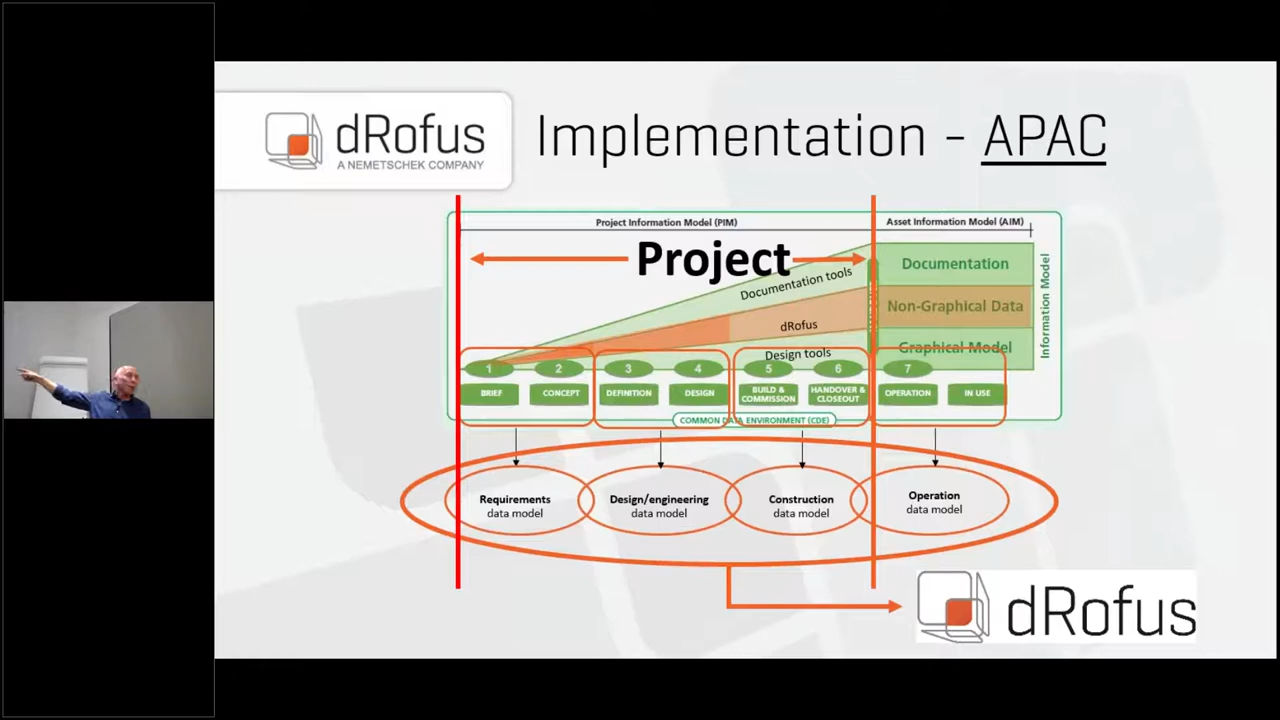 dRofus
A NEMETSCHEK COMPANY
Implementation - APAC
Project Information Model (PIM)
Asset Information Model (AIM)
Project
Documentation tools
dRofus
Design tools
Documentation
Non-Graphical Data
Graphical Model
Information Model
1 2 3 4 5 6 7
BRIEF
CONCEPT
DEFINITION
DESIGN
BUILD &
COMMISSION
HANDOVER &
CLOSEOUT
OPERATION
IN USE
COMMON DATA ENVIRONMENT (CDE)
Requirements
data model
Design/engineering
data model
Construction
data model
Operation
data model
dRofus